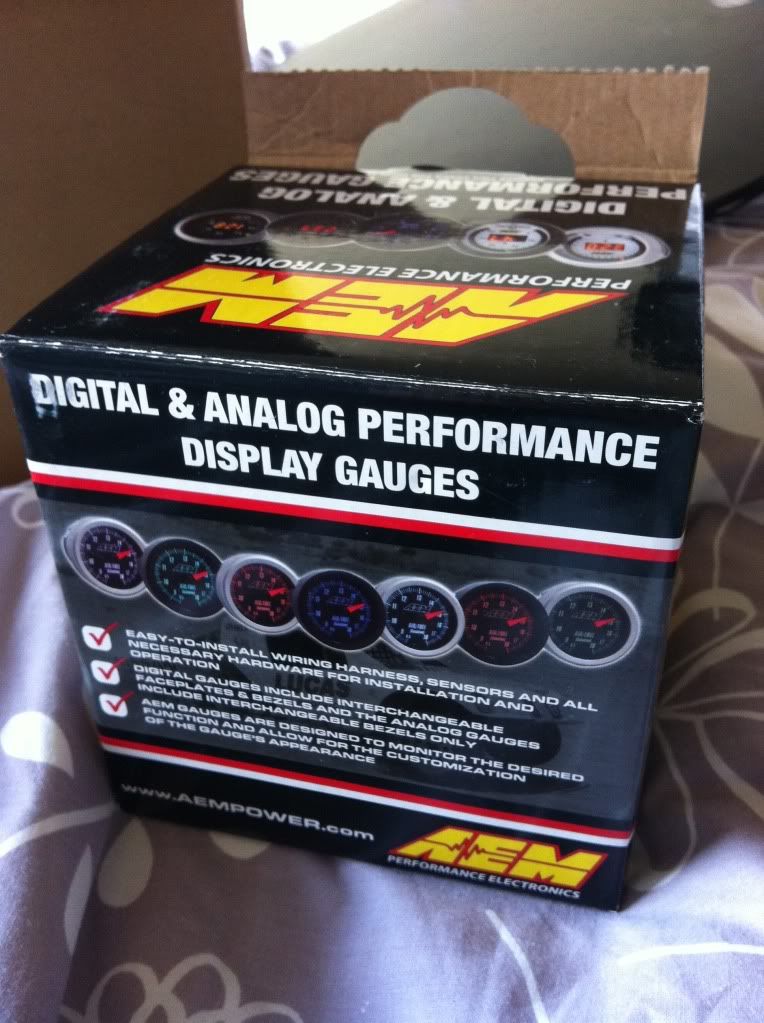 DIGITAL & ANALOG
PERFORMANCE GAUGES
AEM
PERFORMANCE ELECTRONICS
DIGITAL & ANALOG PERFORMANCE
DISPLAY GAUGES
EASY-TO-INSTALL WIRING HARNESS, SENSORS AND ALL
NECESSARY HARDWARE FOR INSTALLATION AND
OPERATION
DIGITAL GAUGES INCLUDE INTERCHANGEABLE
FACEPLATES & BEZELS AND THE ANALOG GAUGES
INCLUDE INTERCHANGEABLE BEZELS ONLY
AEM GAUGES ARE DESIGNED TO MONITOR THE DESIRED
FUNCTION AND ALLOW FOR THE CUSTOMIZATION
OF THE GAUGE'S APPEARANCE
LUCAS
www.AEMPOWER.com
AEM
PERFORMANCE ELECTRONICS